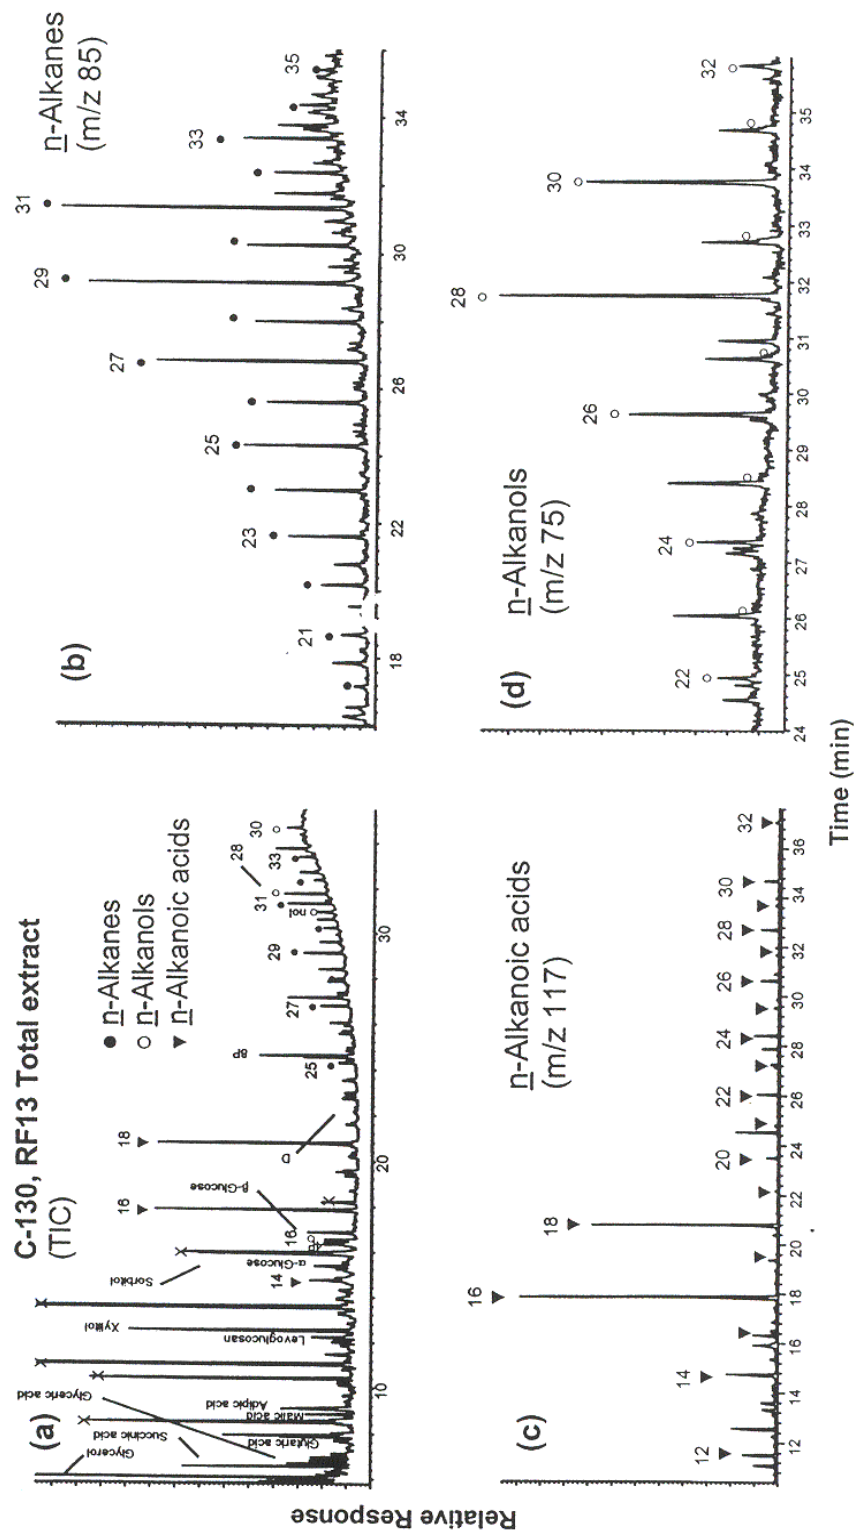 C-130, RF13 Total extract
(TIC)
(a)
● n-Alkanes
○ n-Alkanols
▼ n-Alkanoic acids
Glycerol
Succinic acid
Glyceric acid
Glutaric acid
Malic acid
Adipic acid
Levoglucosan
Xylitol
Sorbitol
α-Glucose
β-Glucose
14
16
16
18
D
8P
25
27
29
31
nol
28
33
30
10
20
30
Relative Response
(b)
n-Alkanes
(m/z 85)
21
23
25
27
29
31
33
35
18
22
26
30
34
(c)
n-Alkanoic acids
(m/z 117)
12
14
16
18
20
22
24
26
28
30
32
12
14
16
18
20
22
24
26
28
30
32
34
36
(d)
n-Alkanols
(m/z 75)
22
24
26
28
30
32
24
25
26
27
28
29
30
31
32
33
34
35
Time (min)